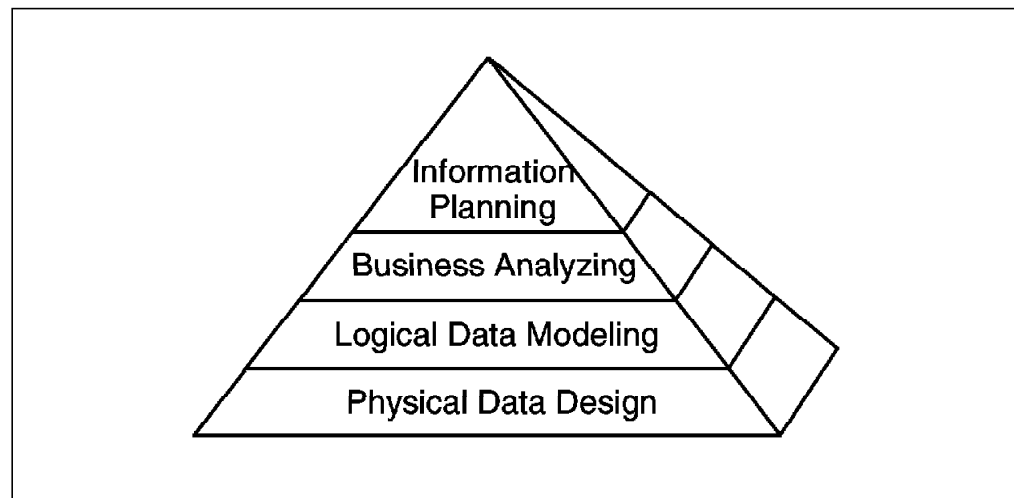 Information
Planning
Business Analyzing
Logical Data Modeling
Physical Data Design